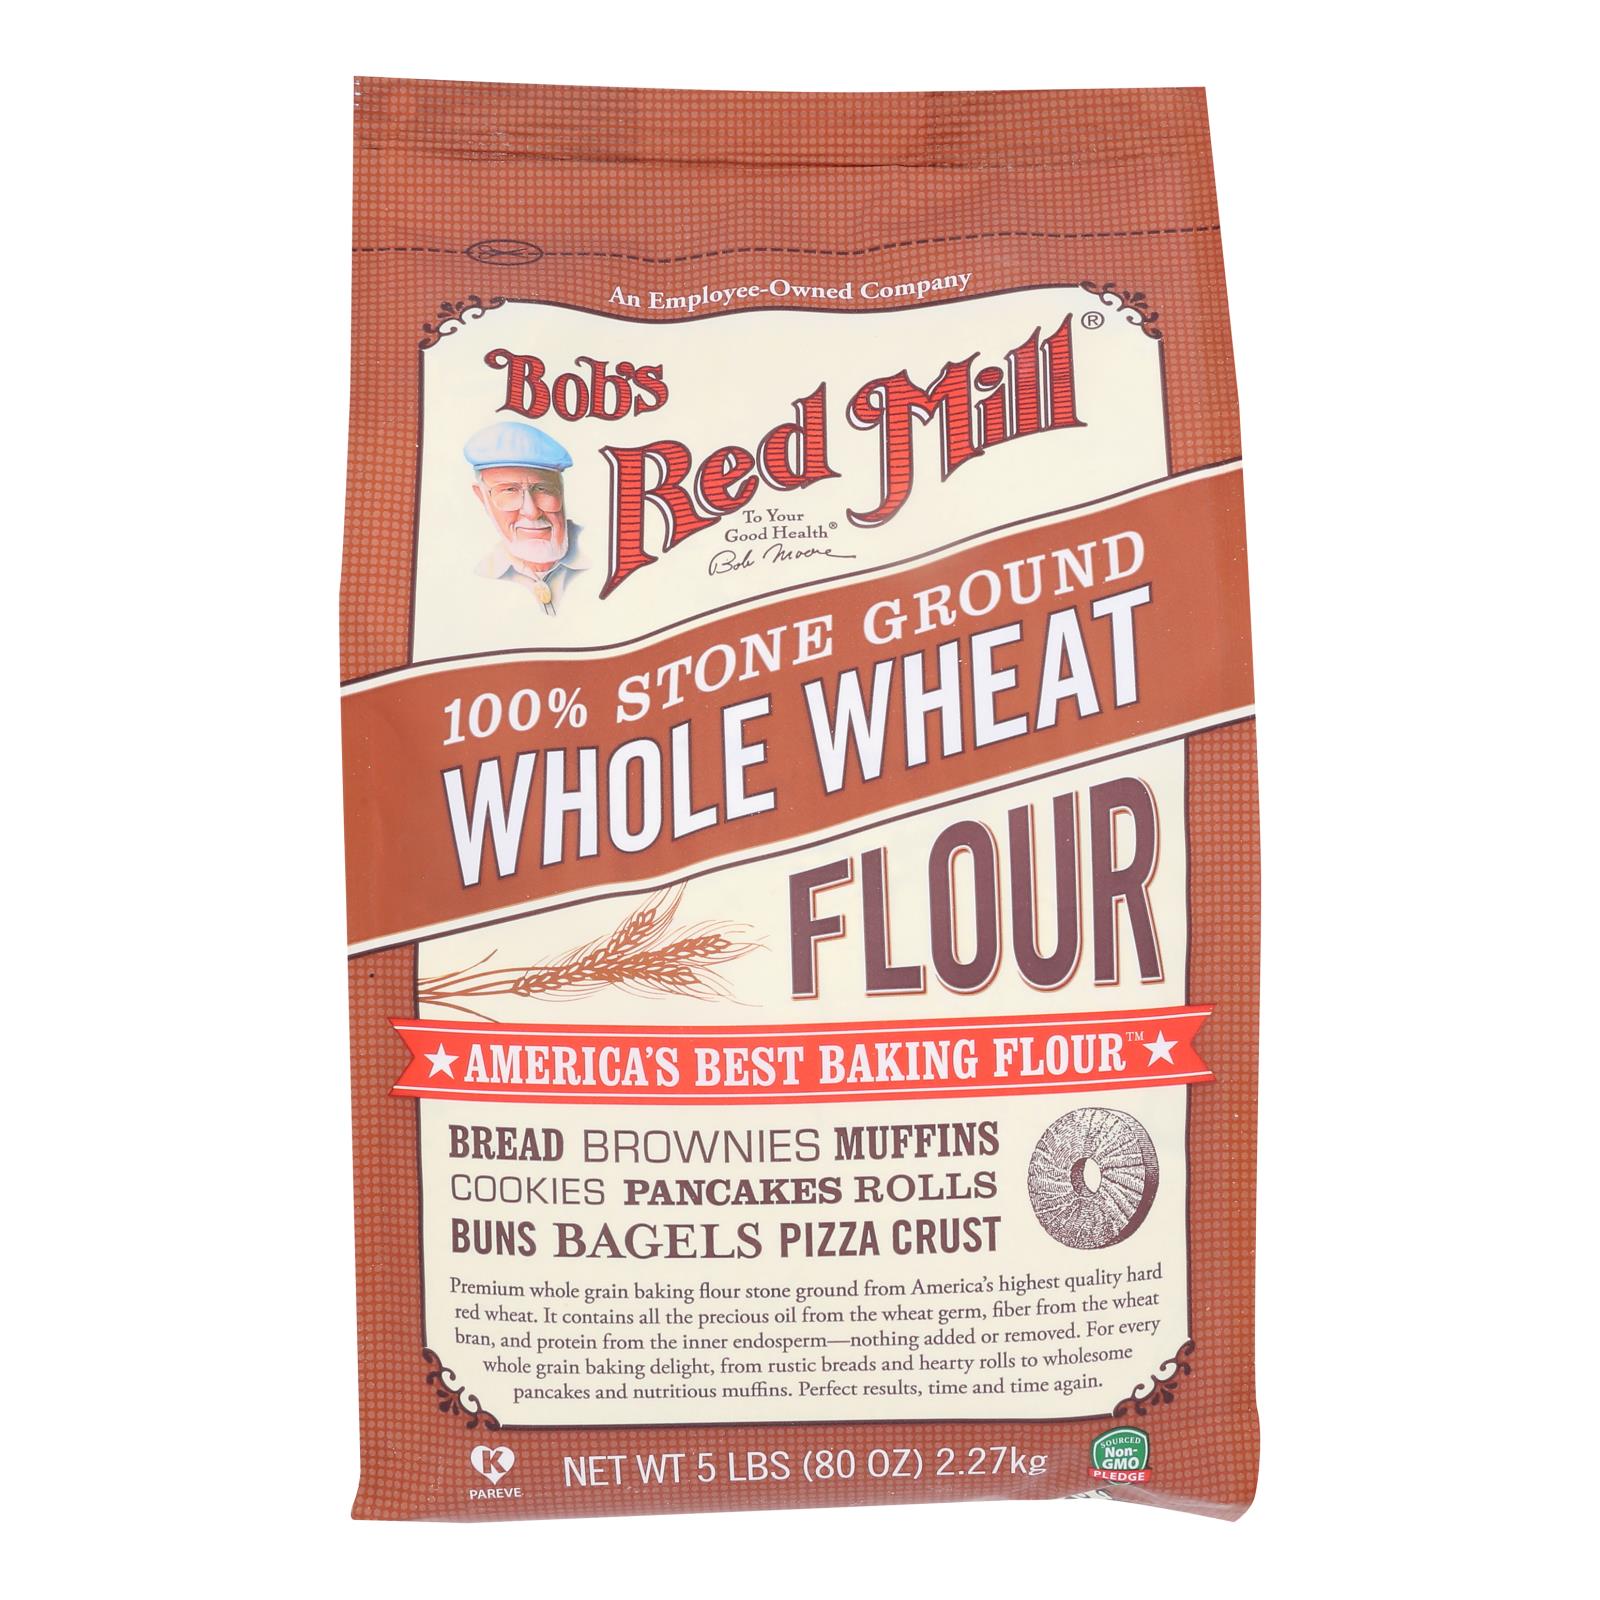 An Employee-Owned Company
Bob's
Red Mill®
To Your
Good Health®
Bob Moore
100% STONE GROUND
WHOLE WHEAT
FLOUR
★AMERICA'S BEST BAKING FLOUR™★
BREAD BROWNIES MUFFINS
COOKIES PANCAKES ROLLS
BUNS BAGELS PIZZA CRUST
Premium whole grain baking flour stone ground from America's highest quality hard
red wheat. It contains all the precious oil from the wheat germ, fiber from the wheat
bran, and protein from the inner endosperm—nothing added or removed. For every
whole grain baking delight, from rustic breads and hearty rolls to wholesome
pancakes and nutritious muffins. Perfect results, time and time again.
K
PAREVE
NET WT 5 LBS (80 OZ) 2.27kg
SOURCED
Non-
GMO
PLEDGE